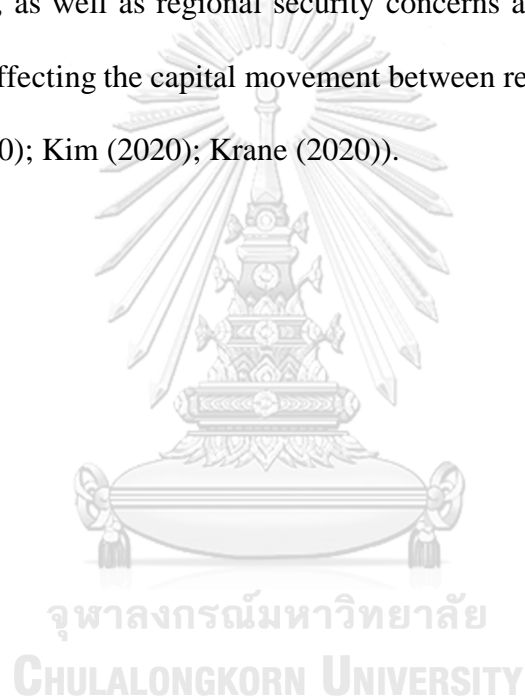 , as well as regional security concerns a
ffecting the capital movement between re
0); Kim (2020); Krane (2020)).
จุฬาลงกรณ์มหาวิทยาลัย
CHULALONGKORN UNIVERSITY